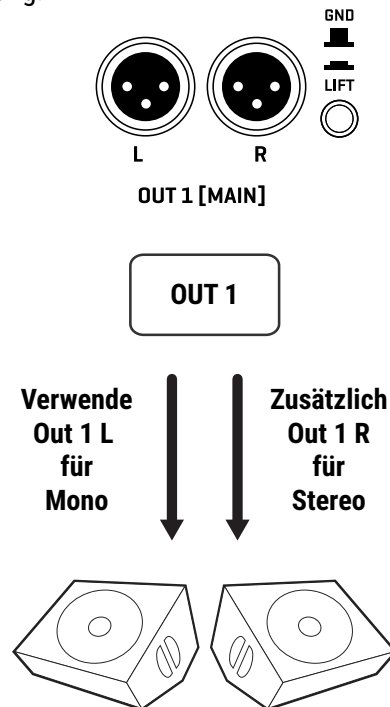 GND
LIFT
L R
OUT 1 [MAIN]
OUT 1
Verwende
Out 1 L
für
Mono
Zusätzlich
Out 1 R
für
Stereo